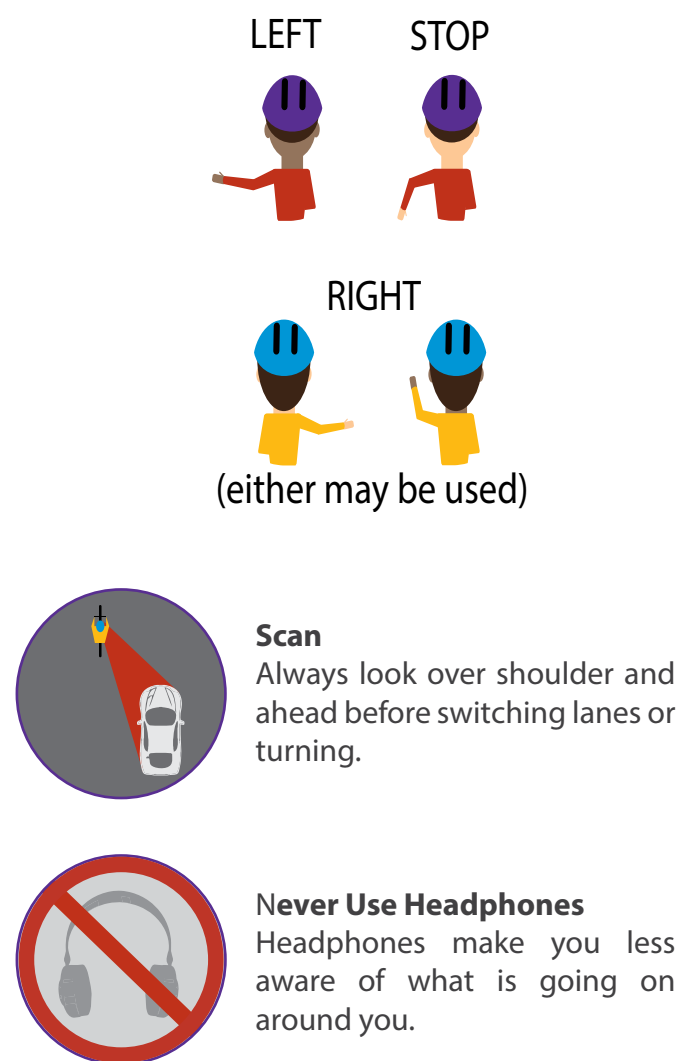 LEFT STOP
RIGHT
(either may be used)
Scan
Always look over shoulder and
ahead before switching lanes or
turning.
Never Use Headphones
Headphones make you less
aware of what is going on
around you.